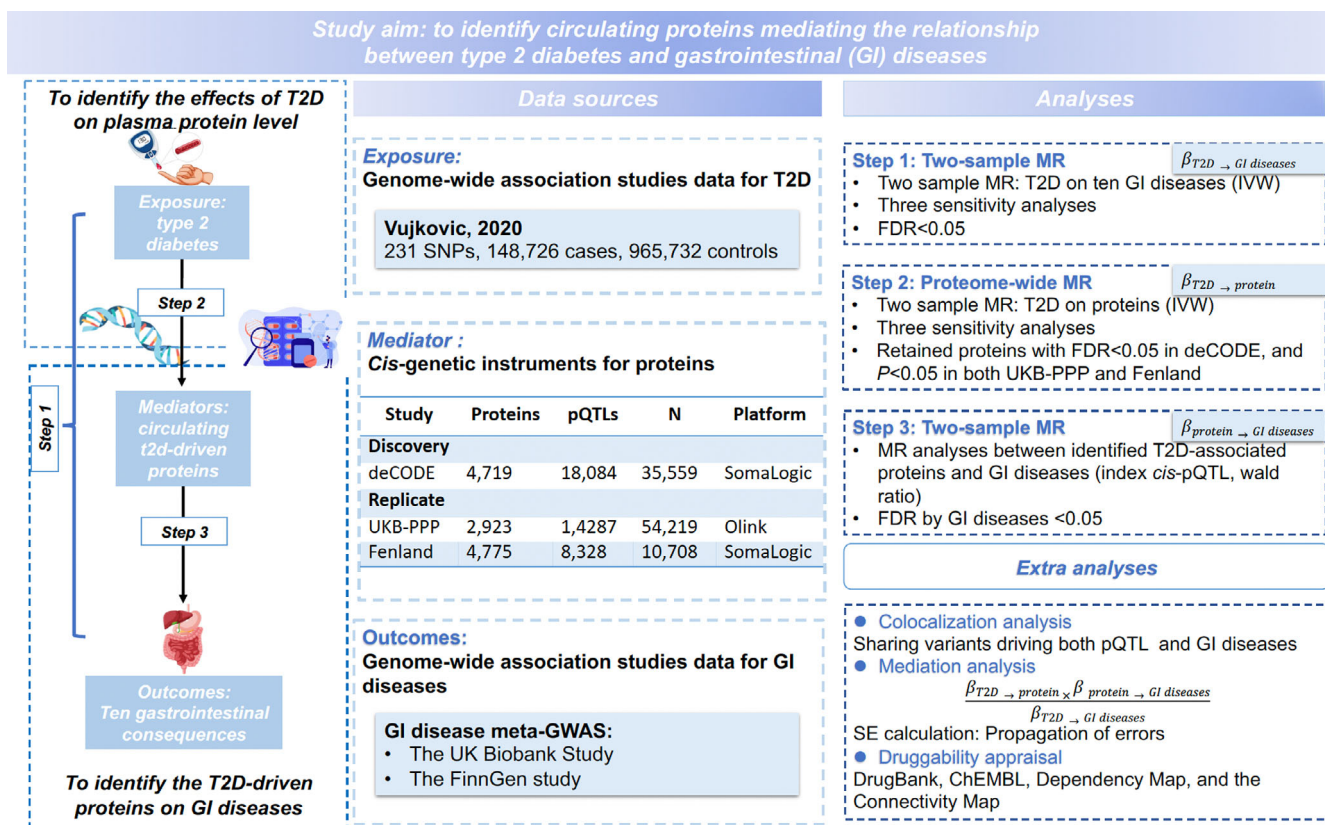 Study aim: to identify circulating proteins mediating the relationship
between type 2 diabetes and gastrointestinal (GI) diseases
To identify the effects of T2D
on plasma protein level
Exposure:
type 2
diabetes
Step 2
Step 1
Mediators:
circulating
t2d-driven
proteins
Step 3
Outcomes:
Ten gastrointestinal
consequences
To identify the T2D-driven
proteins on GI diseases
Data sources
Exposure:
Genome-wide association studies data for T2D
Vujkovic, 2020
231 SNPs, 148,726 cases, 965,732 controls
Mediator :
Cis-genetic instruments for proteins
Study Proteins pQTLs N Platform
Discovery
deCODE 4,719 18,084 35,559 SomaLogic
Replicate
UKB-PPP 2,923 1,4287 54,219 Olink
Fenland 4,775 8,328 10,708 SomaLogic
Outcomes:
Genome-wide association studies data for GI
diseases
GI disease meta-GWAS:
• The UK Biobank Study
• The FinnGen study
Analyses
Step 1: Two-sample MR
β T2D → GI diseases
• Two sample MR: T2D on ten GI diseases (IVW)
• Three sensitivity analyses
• FDR<0.05
Step 2: Proteome-wide MR
β T2D → protein
• Two sample MR: T2D on proteins (IVW)
• Three sensitivity analyses
• Retained proteins with FDR<0.05 in deCODE, and
P<0.05 in both UKB-PPP and Fenland
Step 3: Two-sample MR
β protein → GI diseases
• MR analyses between identified T2D-associated
proteins and GI diseases (index cis-pQTL, wald
ratio)
• FDR by GI diseases <0.05
Extra analyses
● Colocalization analysis
Sharing variants driving both pQTL and GI diseases
● Mediation analysis
β T2D → protein × β protein → GI diseases
β T2D → GI diseases
SE calculation: Propagation of errors
● Druggability appraisal
DrugBank, ChEMBL, Dependency Map, and the
Connectivity Map